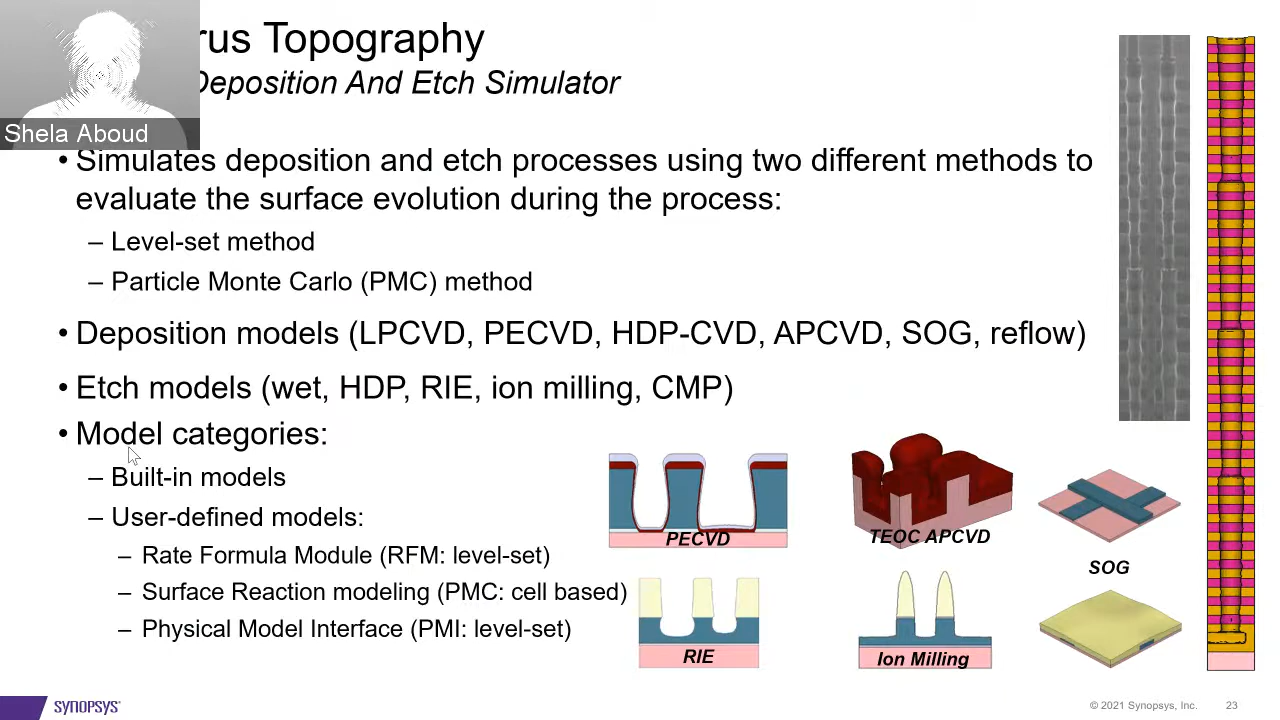 rus Topography
Deposition And Etch Simulator
Shela Aboud
• Simulates deposition and etch processes using two different methods to
evaluate the surface evolution during the process:
– Level-set method
– Particle Monte Carlo (PMC) method
• Deposition models (LPCVD, PECVD, HDP-CVD, APCVD, SOG, reflow)
• Etch models (wet, HDP, RIE, ion milling, CMP)
• Model categories:
– Built-in models
– User-defined models:
– Rate Formula Module (RFM: level-set)
– Surface Reaction modeling (PMC: cell based)
– Physical Model Interface (PMI: level-set)
PECVD
TEOC APCVD
SOG
RIE
Ion Milling
SYNOPSYS®
© 2021 Synopsys, Inc.
23